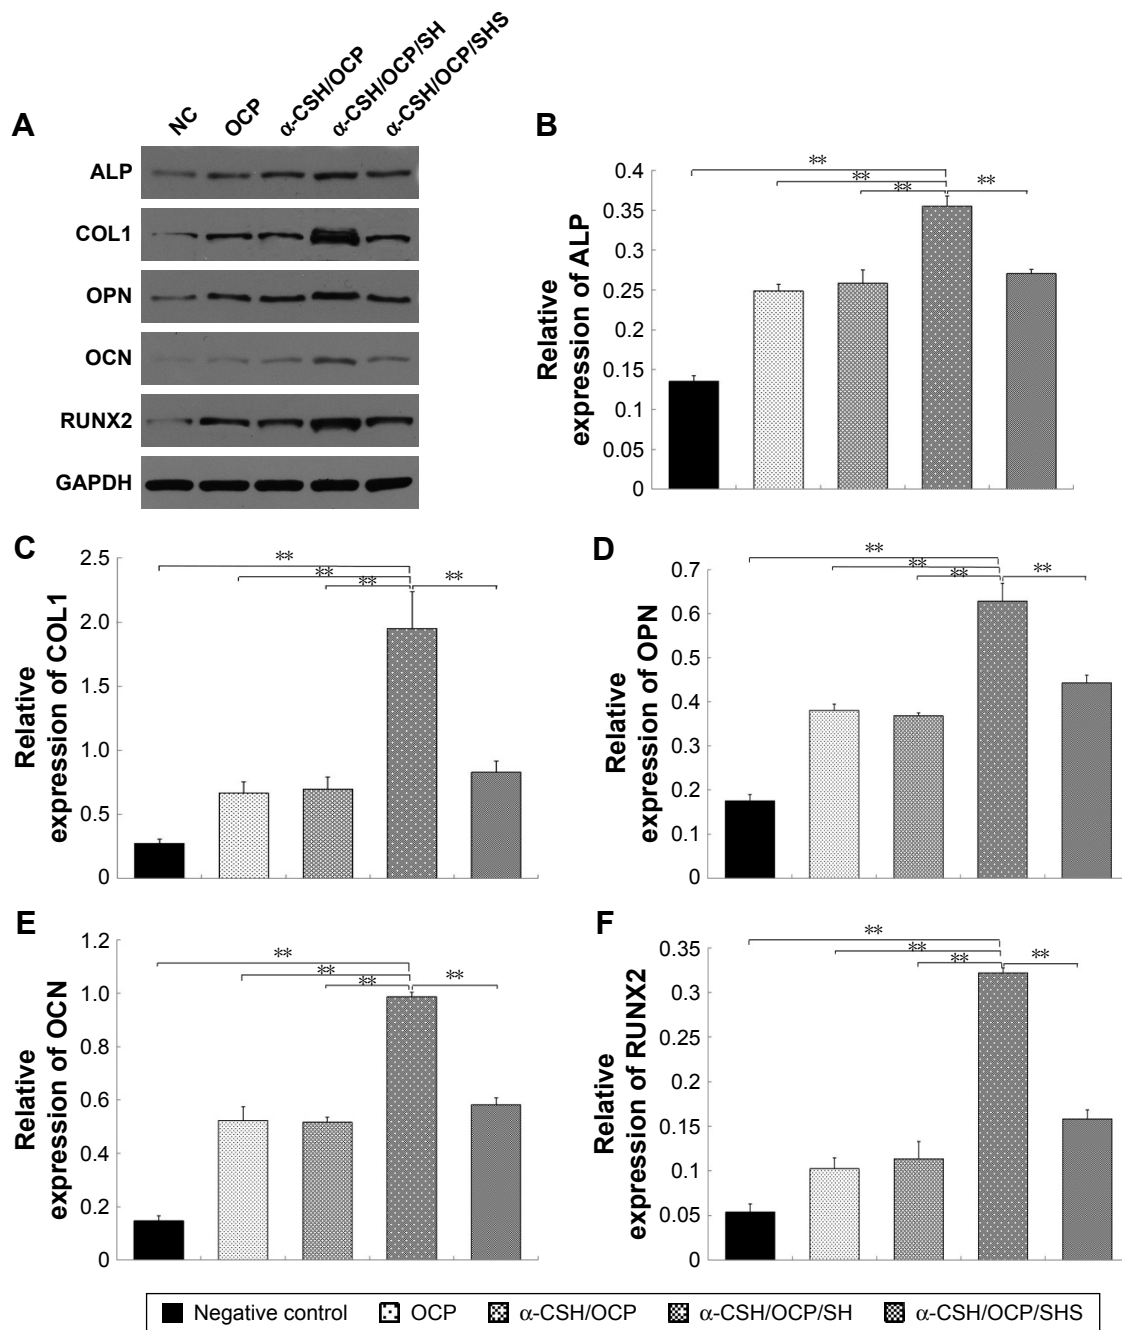 A
NC
OCP
α-CSH/OCP
α-CSH/OCP/SH
α-CSH/OCP/SHS
ALP
COL1
OPN
OCN
RUNX2
GAPDH
B
Relative
expression of ALP
0.4
0.35
0.3
0.25
0.2
0.15
0.1
0.05
0
**
**
**
**
C
Relative
expression of COL1
2.5
2.0
1.5
1.0
0.5
0
**
**
**
**
D
Relative
expression of OPN
0.7
0.6
0.5
0.4
0.3
0.2
0.1
0
**
**
**
**
E
Relative
expression of OCN
1.2
1.0
0.8
0.6
0.4
0.2
0
**
**
**
**
F
Relative
expression of RUNX2
0.35
0.3
0.25
0.2
0.15
0.1
0.05
0
**
**
**
**
Negative control OCP α-CSH/OCP α-CSH/OCP/SH α-CSH/OCP/SHS